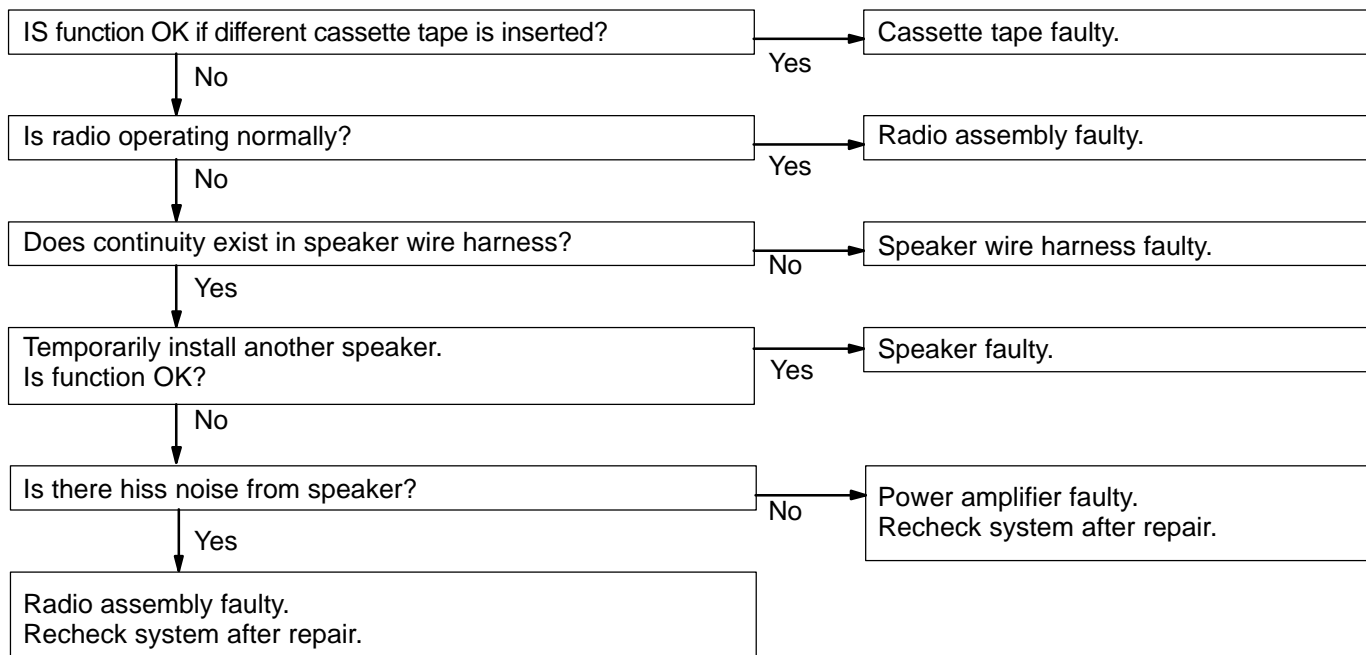 IS function OK if different cassette tape is inserted?
Yes
Cassette tape faulty.
No
Is radio operating normally?
Yes
Radio assembly faulty.
No
Does continuity exist in speaker wire harness?
No
Speaker wire harness faulty.
Yes
Temporarily install another speaker.
Is function OK?
Yes
Speaker faulty.
No
Is there hiss noise from speaker?
No
Power amplifier faulty.
Recheck system after repair.
Yes
Radio assembly faulty.
Recheck system after repair.